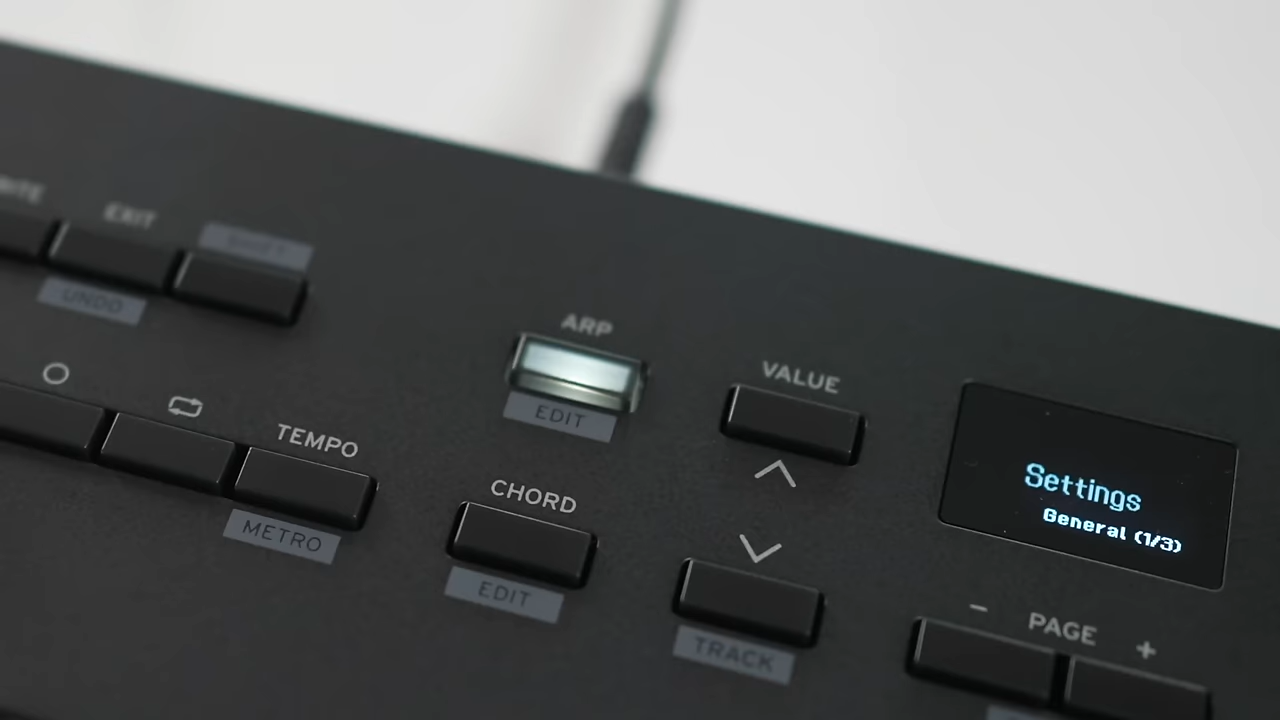 EXIT
UNDO
ARP
EDIT
VALUE
TEMPO
METRO
CHORD
EDIT
TRACK
Settings
General (1/3)
− PAGE +